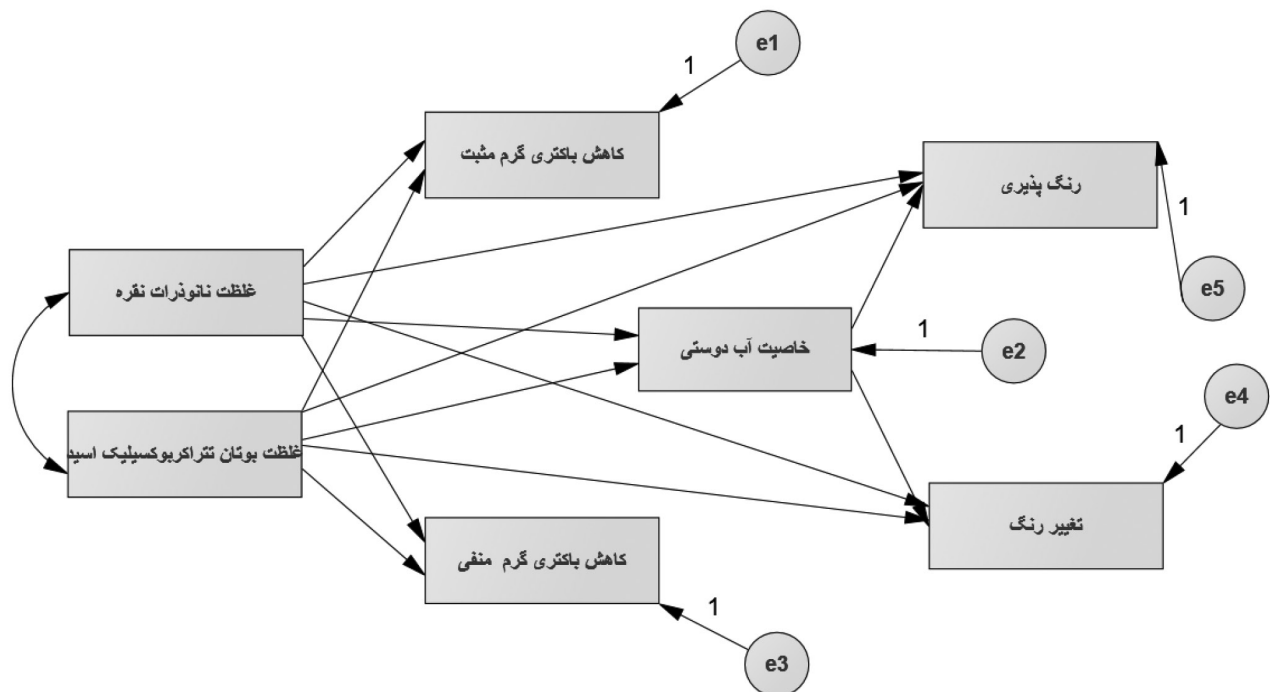 e1
1
کاهش باکتری گرم مثبت
رنگ پذیری
1
غلظت نانوذرات نقره
e5
خاصیت آب دوستی
1
e2
e4
1
غلظت بوتان تتراکربوکسیلیک اسید
تغییر رنگ
کاهش باکتری گرم منفی
1
e3